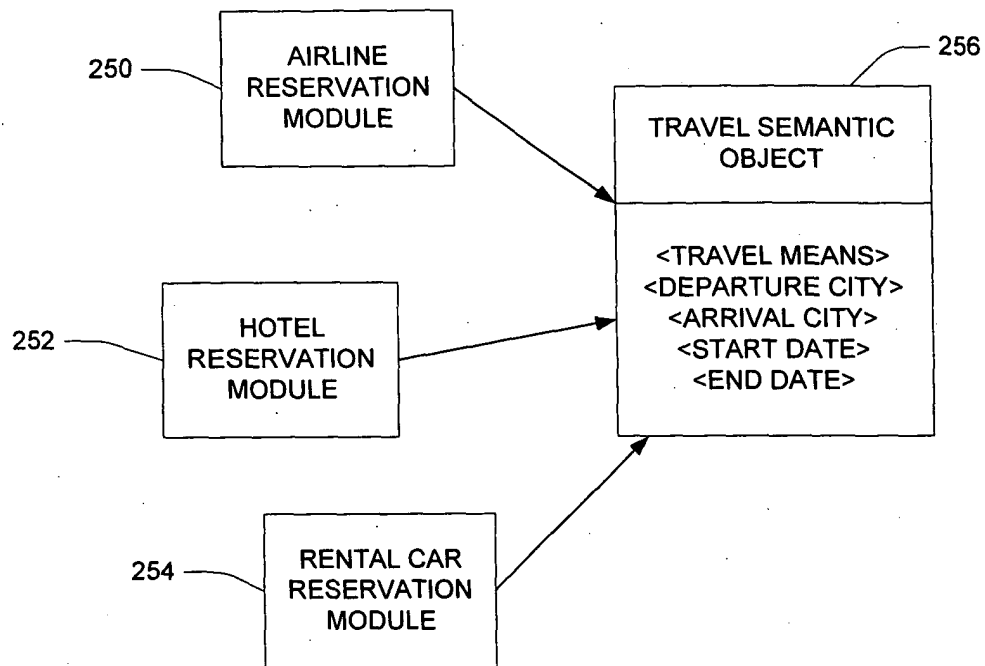 250
AIRLINE
RESERVATION
MODULE
256
TRAVEL SEMANTIC
OBJECT
<TRAVEL MEANS>
<DEPARTURE CITY>
<ARRIVAL CITY>
<START DATE>
<END DATE>
252
HOTEL
RESERVATION
MODULE
254
RENTAL CAR
RESERVATION
MODULE